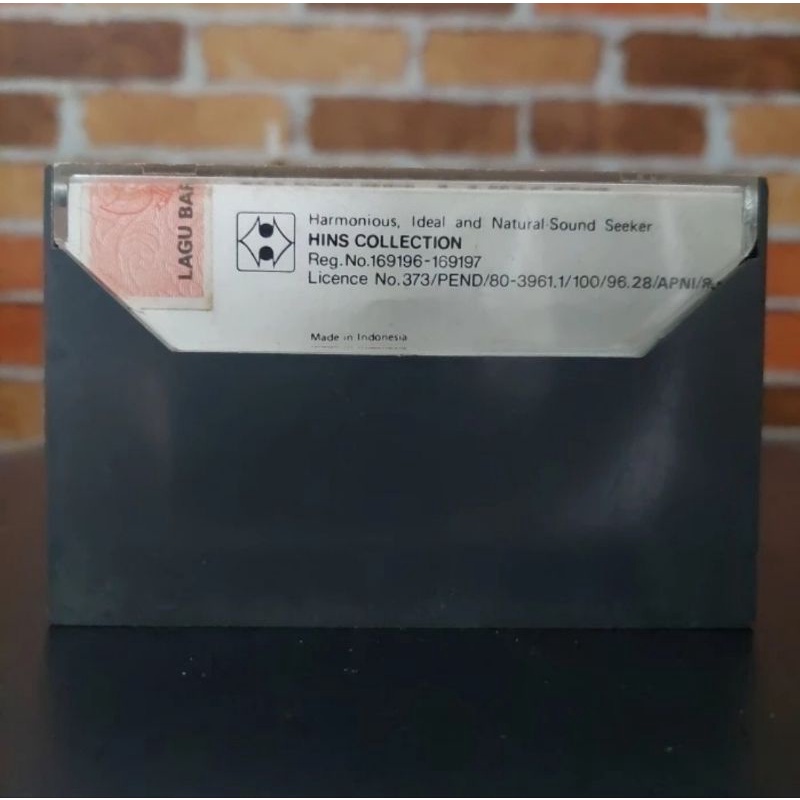 LAGU BAR
Harmonious, Ideal and Natural Sound Seeker
HINS COLLECTION
Reg.No.169196-169197
Licence No.373/PEND/80-3961.1/100/96.28/APNI/
Made in Indonesia